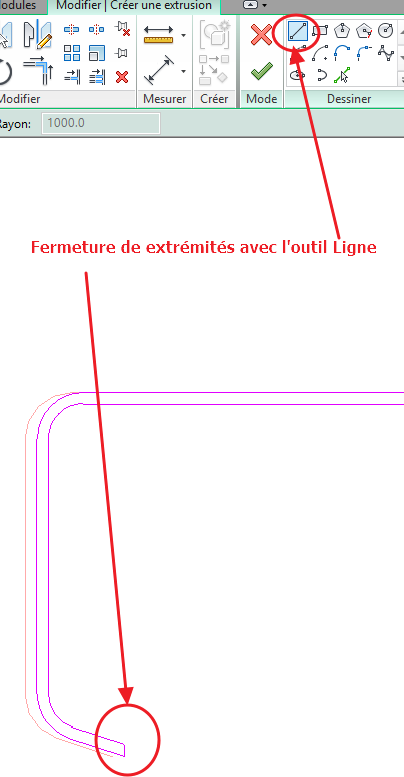 odules
Modifier | Créer une extrusion
Modifier
Mesurer
Créer
Mode
Dessiner
Rayon:
1000.0
Fermeture de extrémités avec l'outil Ligne